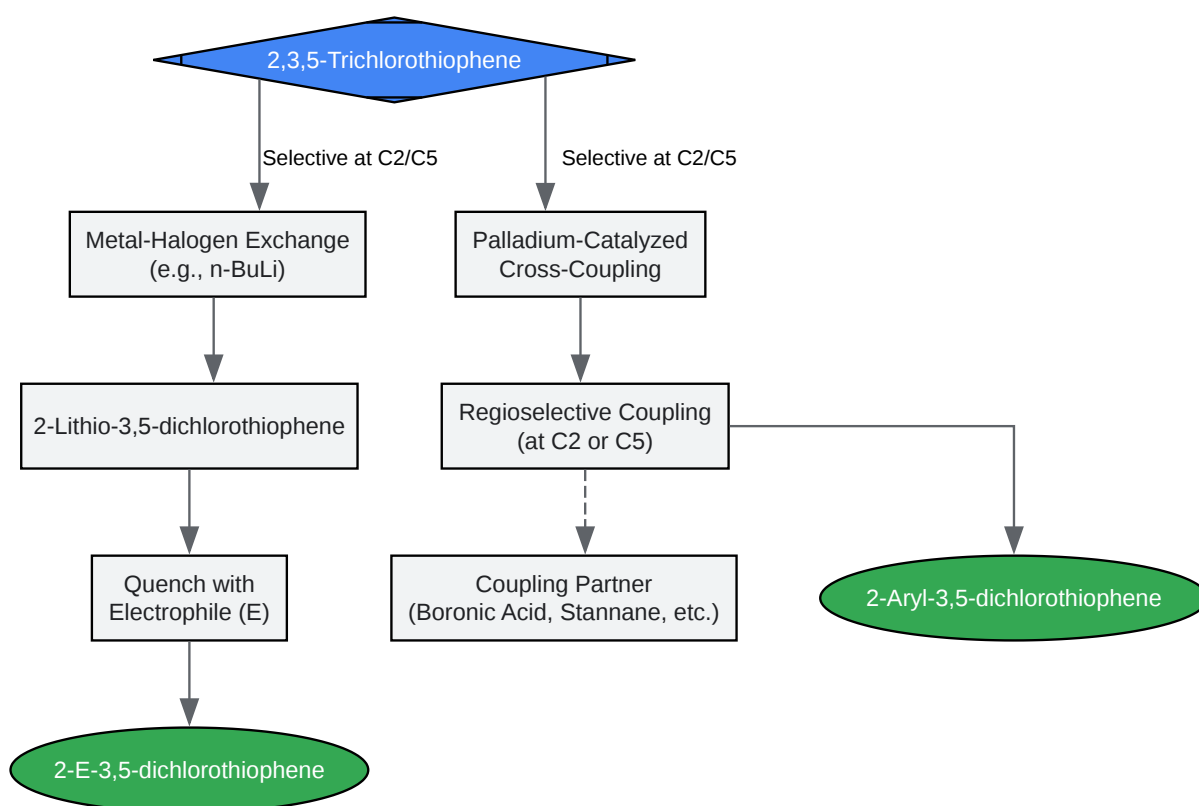 2,3,5-Trichlorothiophene
Selective at C2/C5
Selective at C2/C5
Metal-Halogen Exchange
(e.g., n-BuLi)
Palladium-Catalyzed
Cross-Coupling
2-Lithio-3,5-dichlorothiophene
Regioselective Coupling
(at C2 or C5)
Quench with
Electrophile (E)
Coupling Partner
(Boronic Acid, Stannane, etc.)
2-Aryl-3,5-dichlorothiophene
2-E-3,5-dichlorothiophene